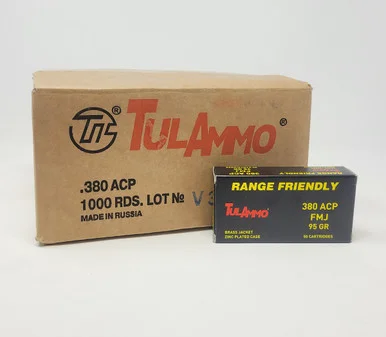 TULAMMO®
.380 ACP
1000 RDS. LOT № V 3
MADE IN RUSSIA
RANGE FRIENDLY
TULAMMO
380 ACP
FMJ
95 GR
BRASS JACKET
ZINC PLATED CASE
50 CARTRIDGES